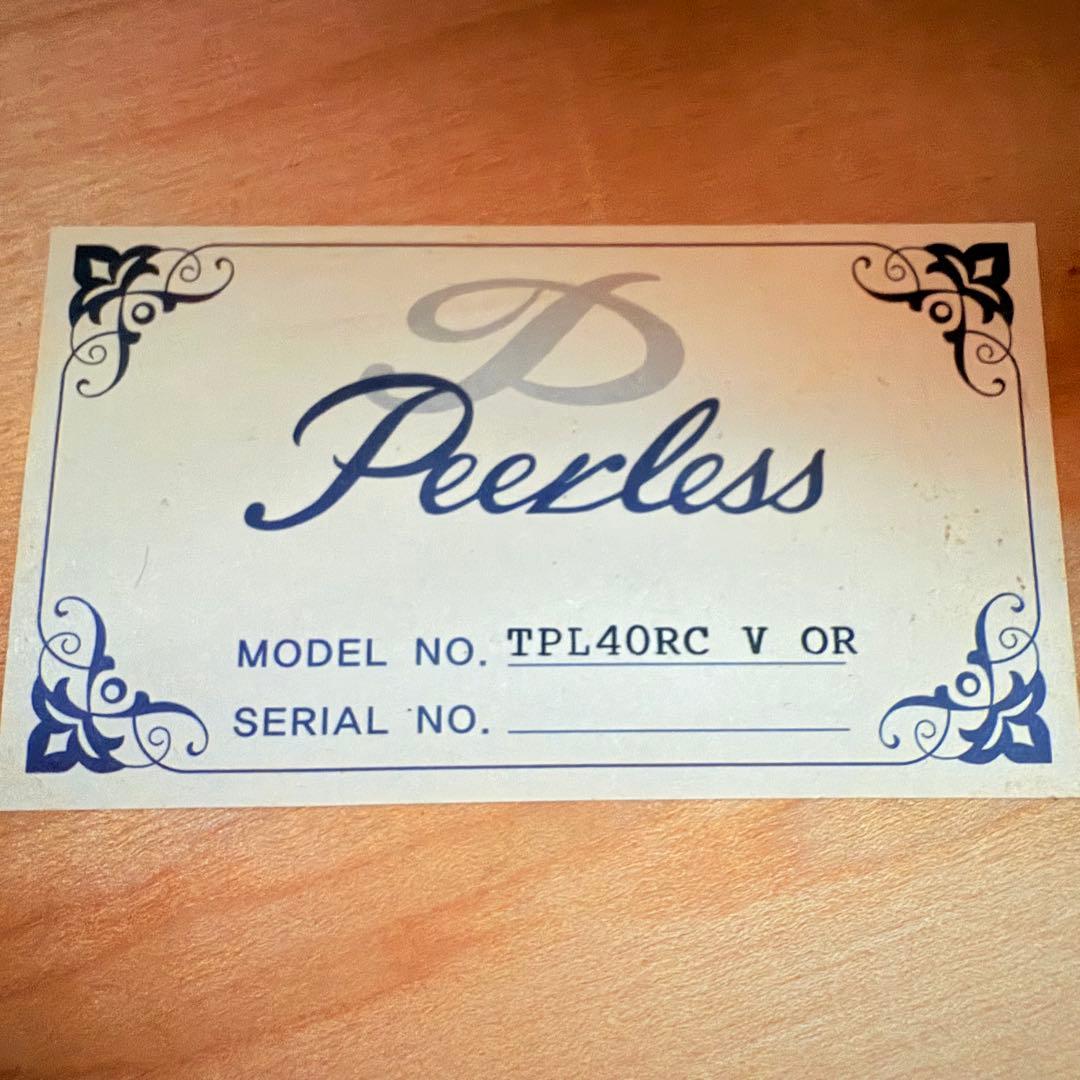 P
Peerless
MODEL NO. TPL40RC V OR
SERIAL NO.